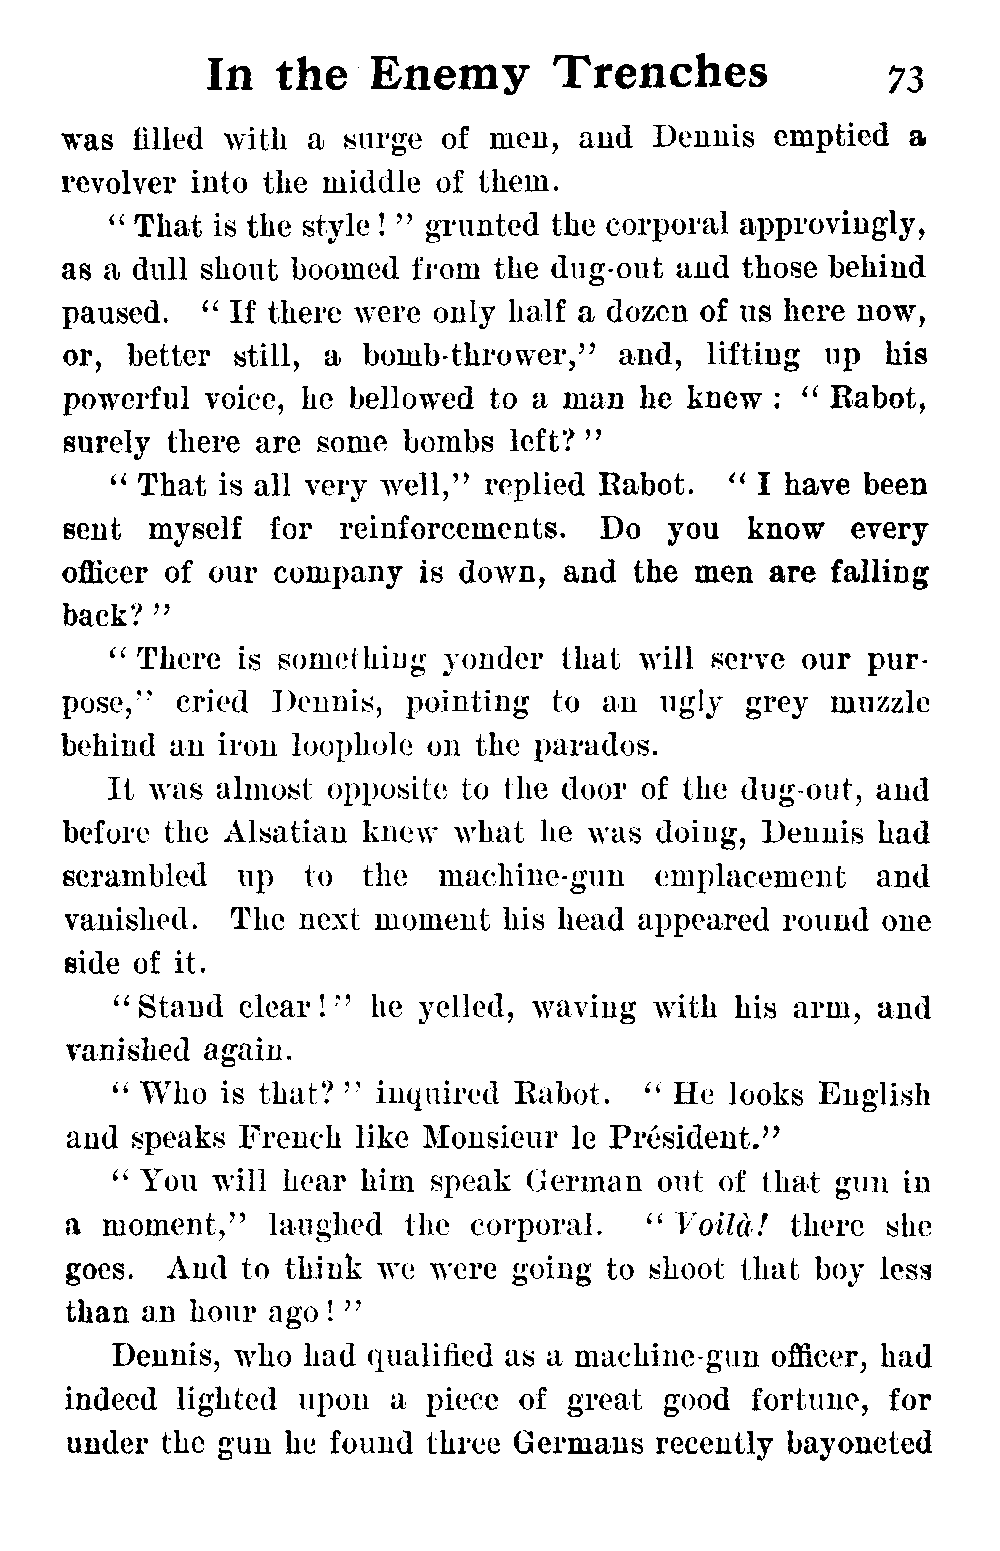 In the Enemy Trenches 73
was filled with a surge of men, and Dennis emptied a
revolver into the middle of them.
" That is the style ! " grunted the corporal approvingly,
as a dull shout boomed from the dug-out and those behind
paused. " If there were only half a dozen of us here now,
or, better still, a bomb-thrower," and, lifting up his
powerful voice, he bellowed to a man he knew : " Rabot,
surely there are some bombs left? "
" That is all very well," replied Rabot. " I have been
sent myself for reinforcements. Do you know every
officer of our company is down, and the men are falling
back? "
" There is something yonder that will serve our pur-
pose," cried Dennis, pointing to an ugly grey muzzle
behind an iron loophole on the parados.
It was almost opposite to the door of the dug-out, and
before the Alsatian knew what he was doing, Dennis had
scrambled up to the machine-gun emplacement and
vanished. The next moment his head appeared round one
side of it.
" Stand clear ! " he yelled, waving with his arm, and
vanished again.
" Who is that? " inquired Rabot. " He looks English
and speaks French like Monsieur le Président."
" You will hear him speak German out of that gun in
a moment," laughed the corporal. " Voilà! there she
goes. And to think we were going to shoot that boy less
than an hour ago ! "
Dennis, who had qualified as a machine-gun officer, had
indeed lighted upon a piece of great good fortune, for
under the gun he found three Germans recently bayoneted